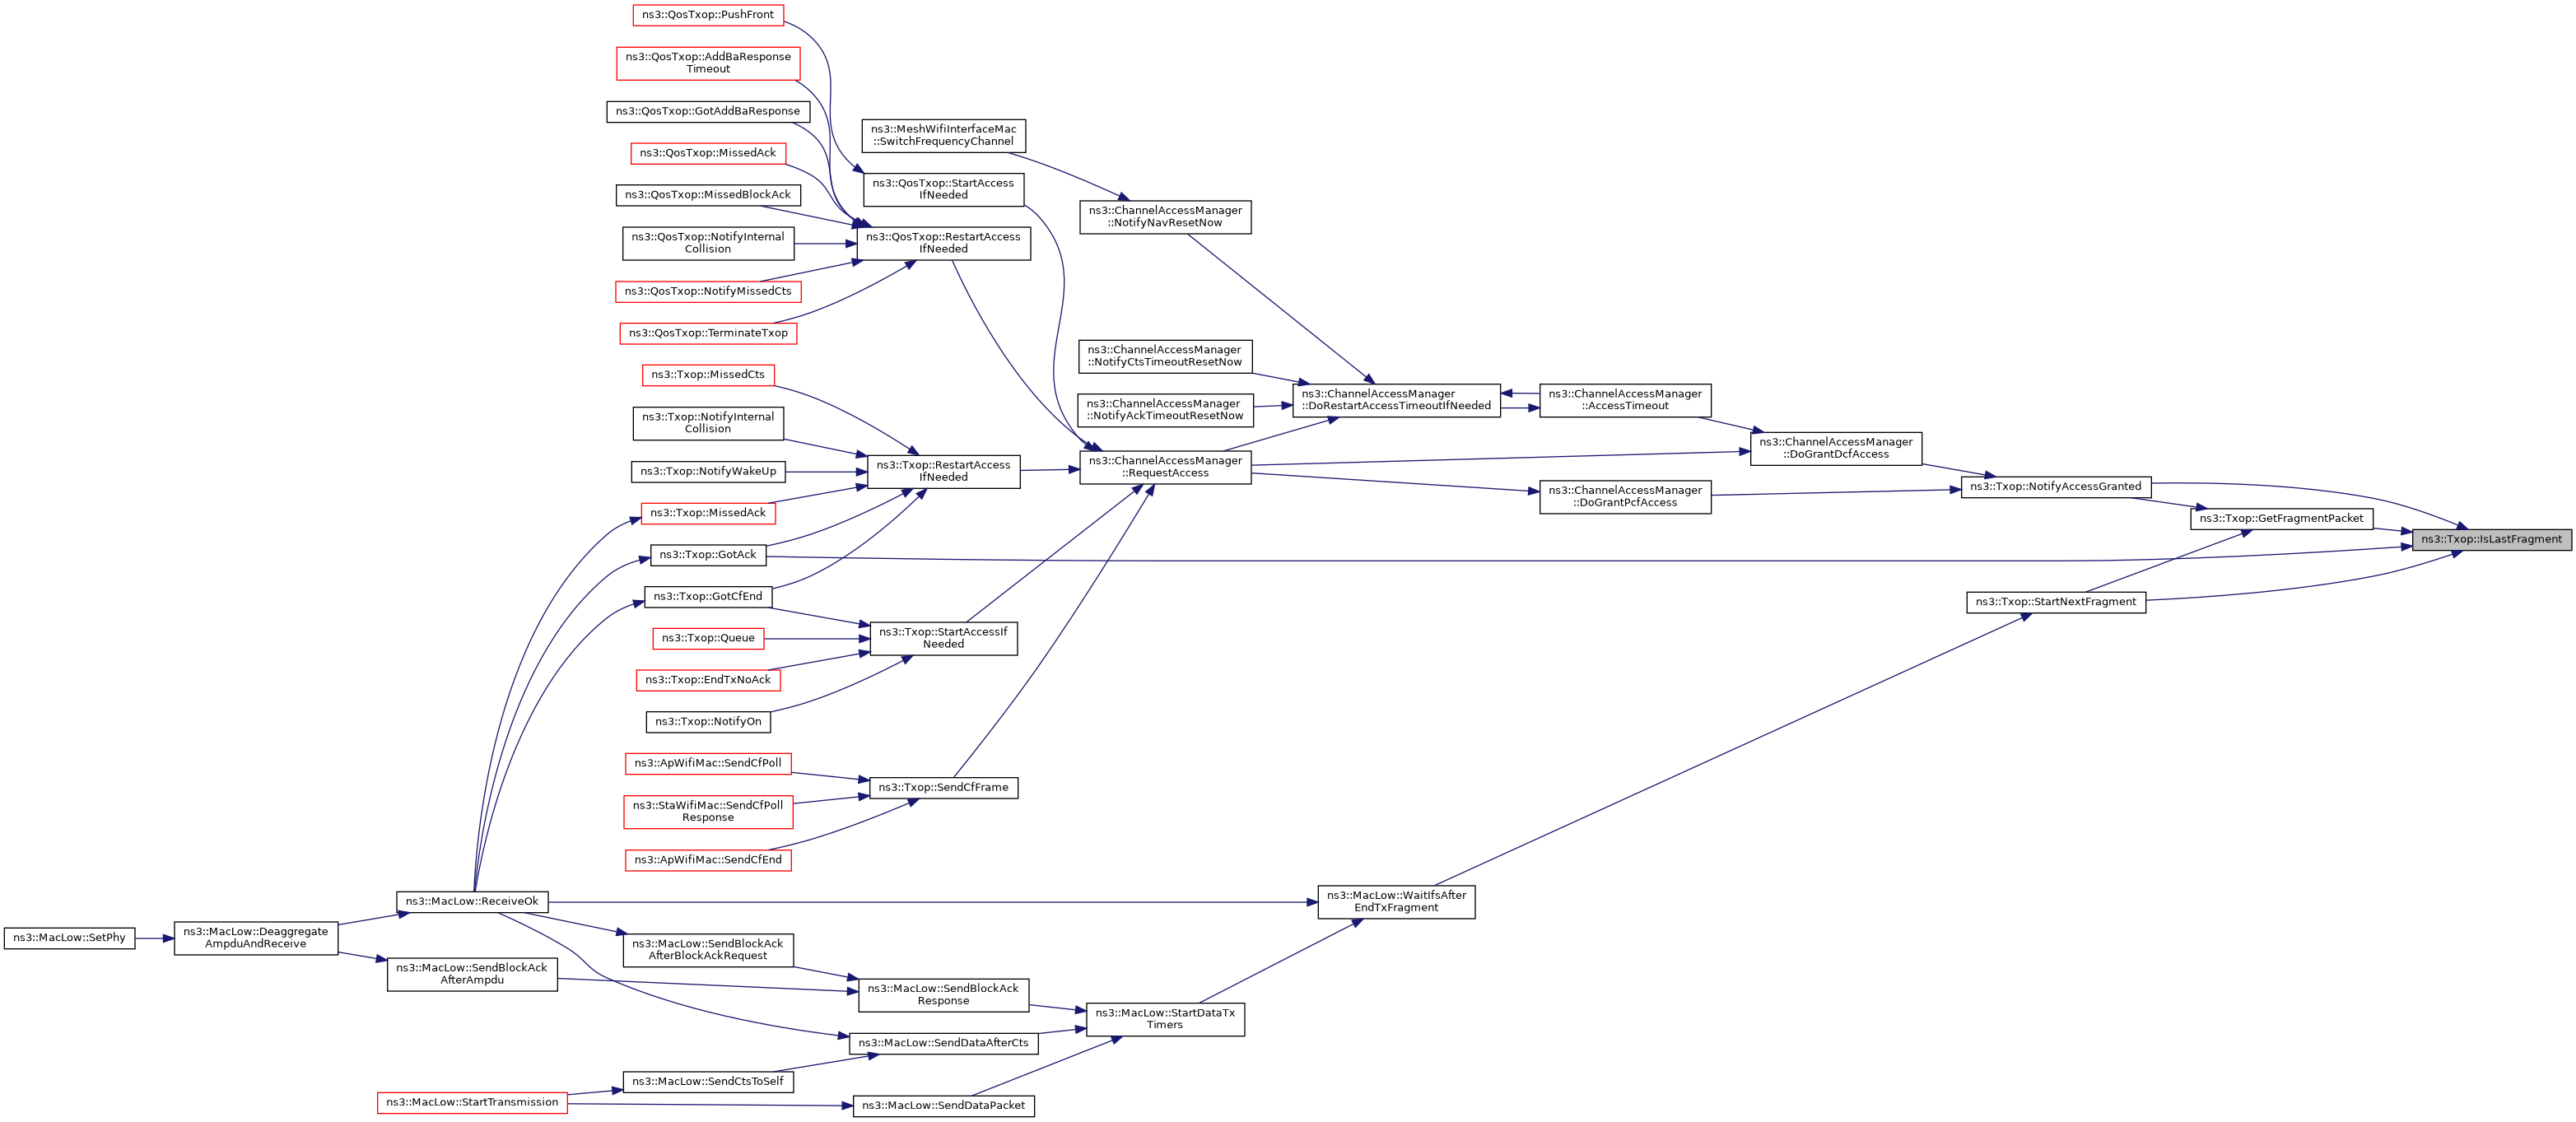 ns3::QosTxop::PushFront
ns3::QosTxop::AddBaResponse
Timeout
ns3::QosTxop::GotAddBaResponse
ns3::QosTxop::MissedAck
ns3::QosTxop::MissedBlockAck
ns3::QosTxop::NotifyInternal
Collision
ns3::QosTxop::NotifyMissedCts
ns3::QosTxop::TerminateTxop
ns3::Txop::MissedCts
ns3::Txop::NotifyInternal
Collision
ns3::Txop::NotifyWakeUp
ns3::Txop::MissedAck
ns3::Txop::GotAck
ns3::Txop::GotCfEnd
ns3::Txop::Queue
ns3::Txop::EndTxNoAck
ns3::Txop::NotifyOn
ns3::ApWifiMac::SendCfPoll
ns3::StaWifiMac::SendCfPoll
Response
ns3::ApWifiMac::SendCfEnd
ns3::MeshWifiInterfaceMac
::SwitchFrequencyChannel
ns3::QosTxop::StartAccess
IfNeeded
ns3::QosTxop::RestartAccess
IfNeeded
ns3::Txop::RestartAccess
IfNeeded
ns3::Txop::StartAccessIf
Needed
ns3::Txop::SendCfFrame
ns3::ChannelAccessManager
::NotifyNavResetNow
ns3::ChannelAccessManager
::NotifyCtsTimeoutResetNow
ns3::ChannelAccessManager
::NotifyAckTimeoutResetNow
ns3::ChannelAccessManager
::RequestAccess
ns3::ChannelAccessManager
::DoRestartAccessTimeoutIfNeeded
ns3::ChannelAccessManager
::AccessTimeout
ns3::ChannelAccessManager
::DoGrantDcfAccess
ns3::ChannelAccessManager
::DoGrantPcfAccess
ns3::Txop::NotifyAccessGranted
ns3::Txop::GetFragmentPacket
ns3::Txop::IsLastFragment
ns3::Txop::StartNextFragment
ns3::MacLow::WaitIfsAfter
EndTxFragment
ns3::MacLow::ReceiveOk
ns3::MacLow::SetPhy
ns3::MacLow::Deaggregate
AmpduAndReceive
ns3::MacLow::SendBlockAck
AfterBlockAckRequest
ns3::MacLow::SendBlockAck
AfterAmpdu
ns3::MacLow::SendBlockAck
Response
ns3::MacLow::StartDataTx
Timers
ns3::MacLow::SendDataAfterCts
ns3::MacLow::SendCtsToSelf
ns3::MacLow::StartTransmission
ns3::MacLow::SendDataPacket